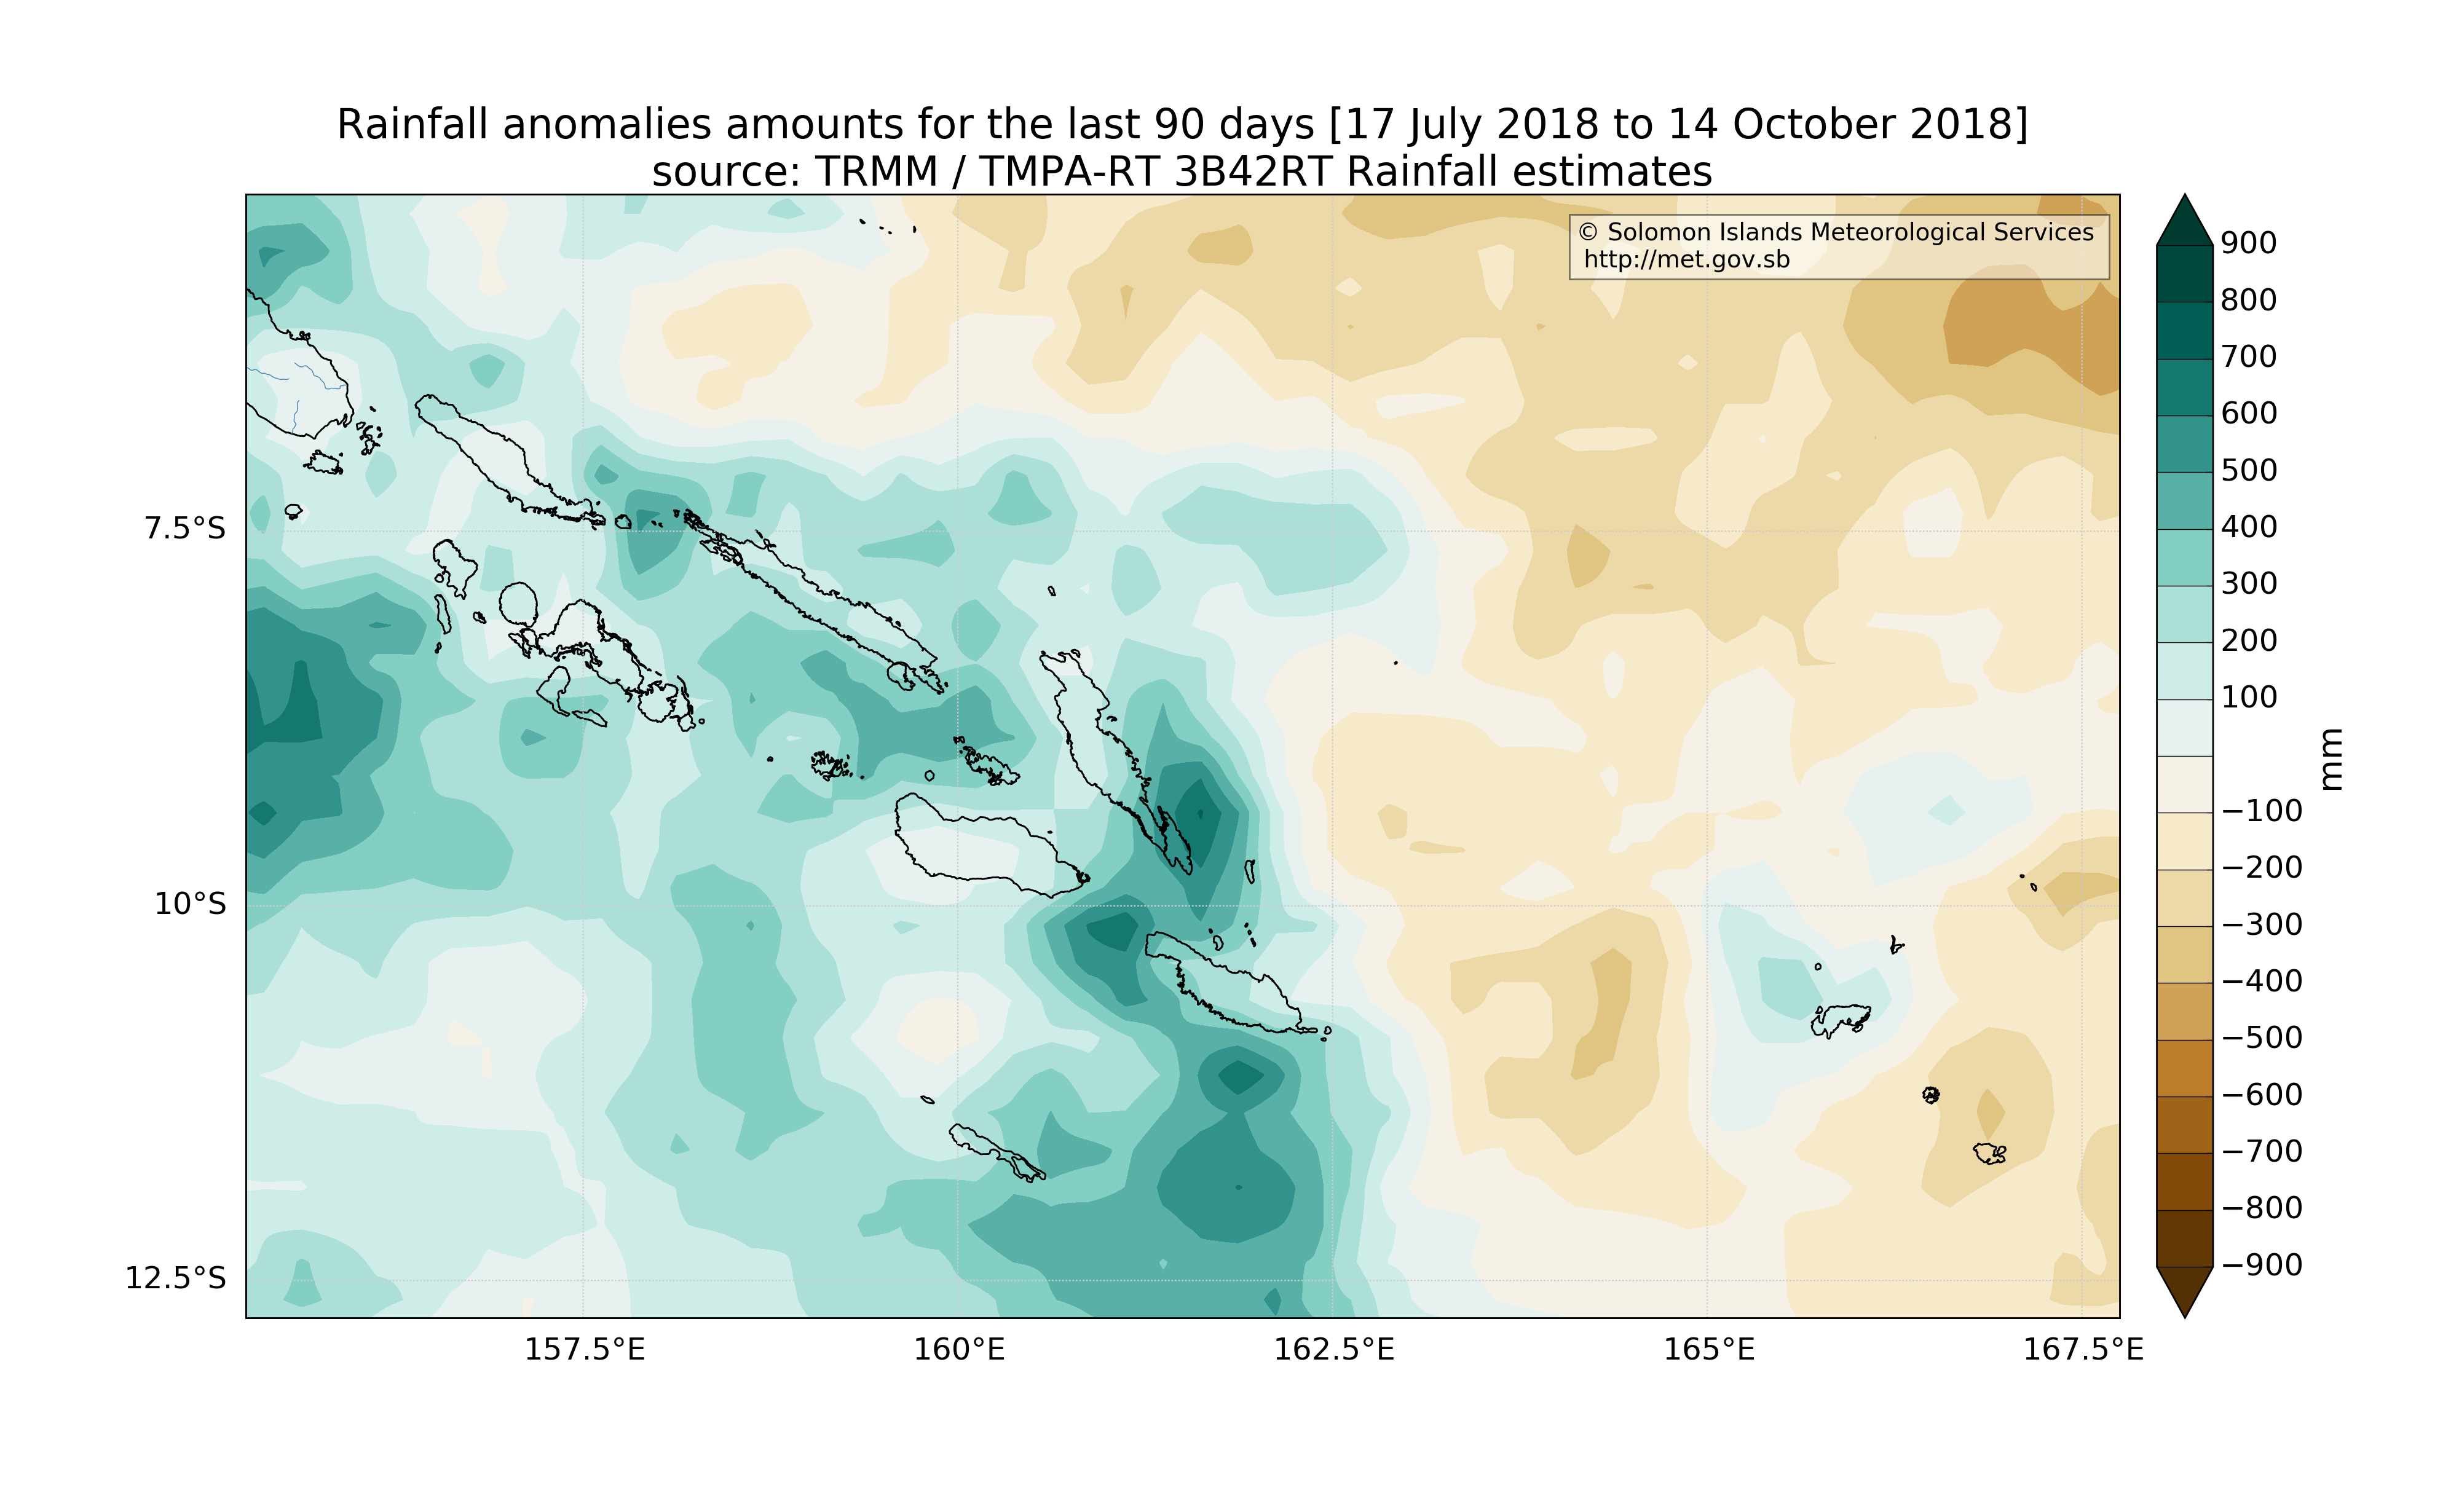 Rainfall anomalies amounts for the last 90 days [17 July 2018 to 14 October 2018]
source: TRMM / TMPA-RT 3B42RT Rainfall estimates
© Solomon Islands Meteorological Services
http://met.gov.sb
7.5°S
10°S
12.5°S
157.5°E
160°E
162.5°E
165°E
167.5°E
900
800
700
600
500
400
300
200
100
−100
−200
−300
−400
−500
−600
−700
−800
−900
mm